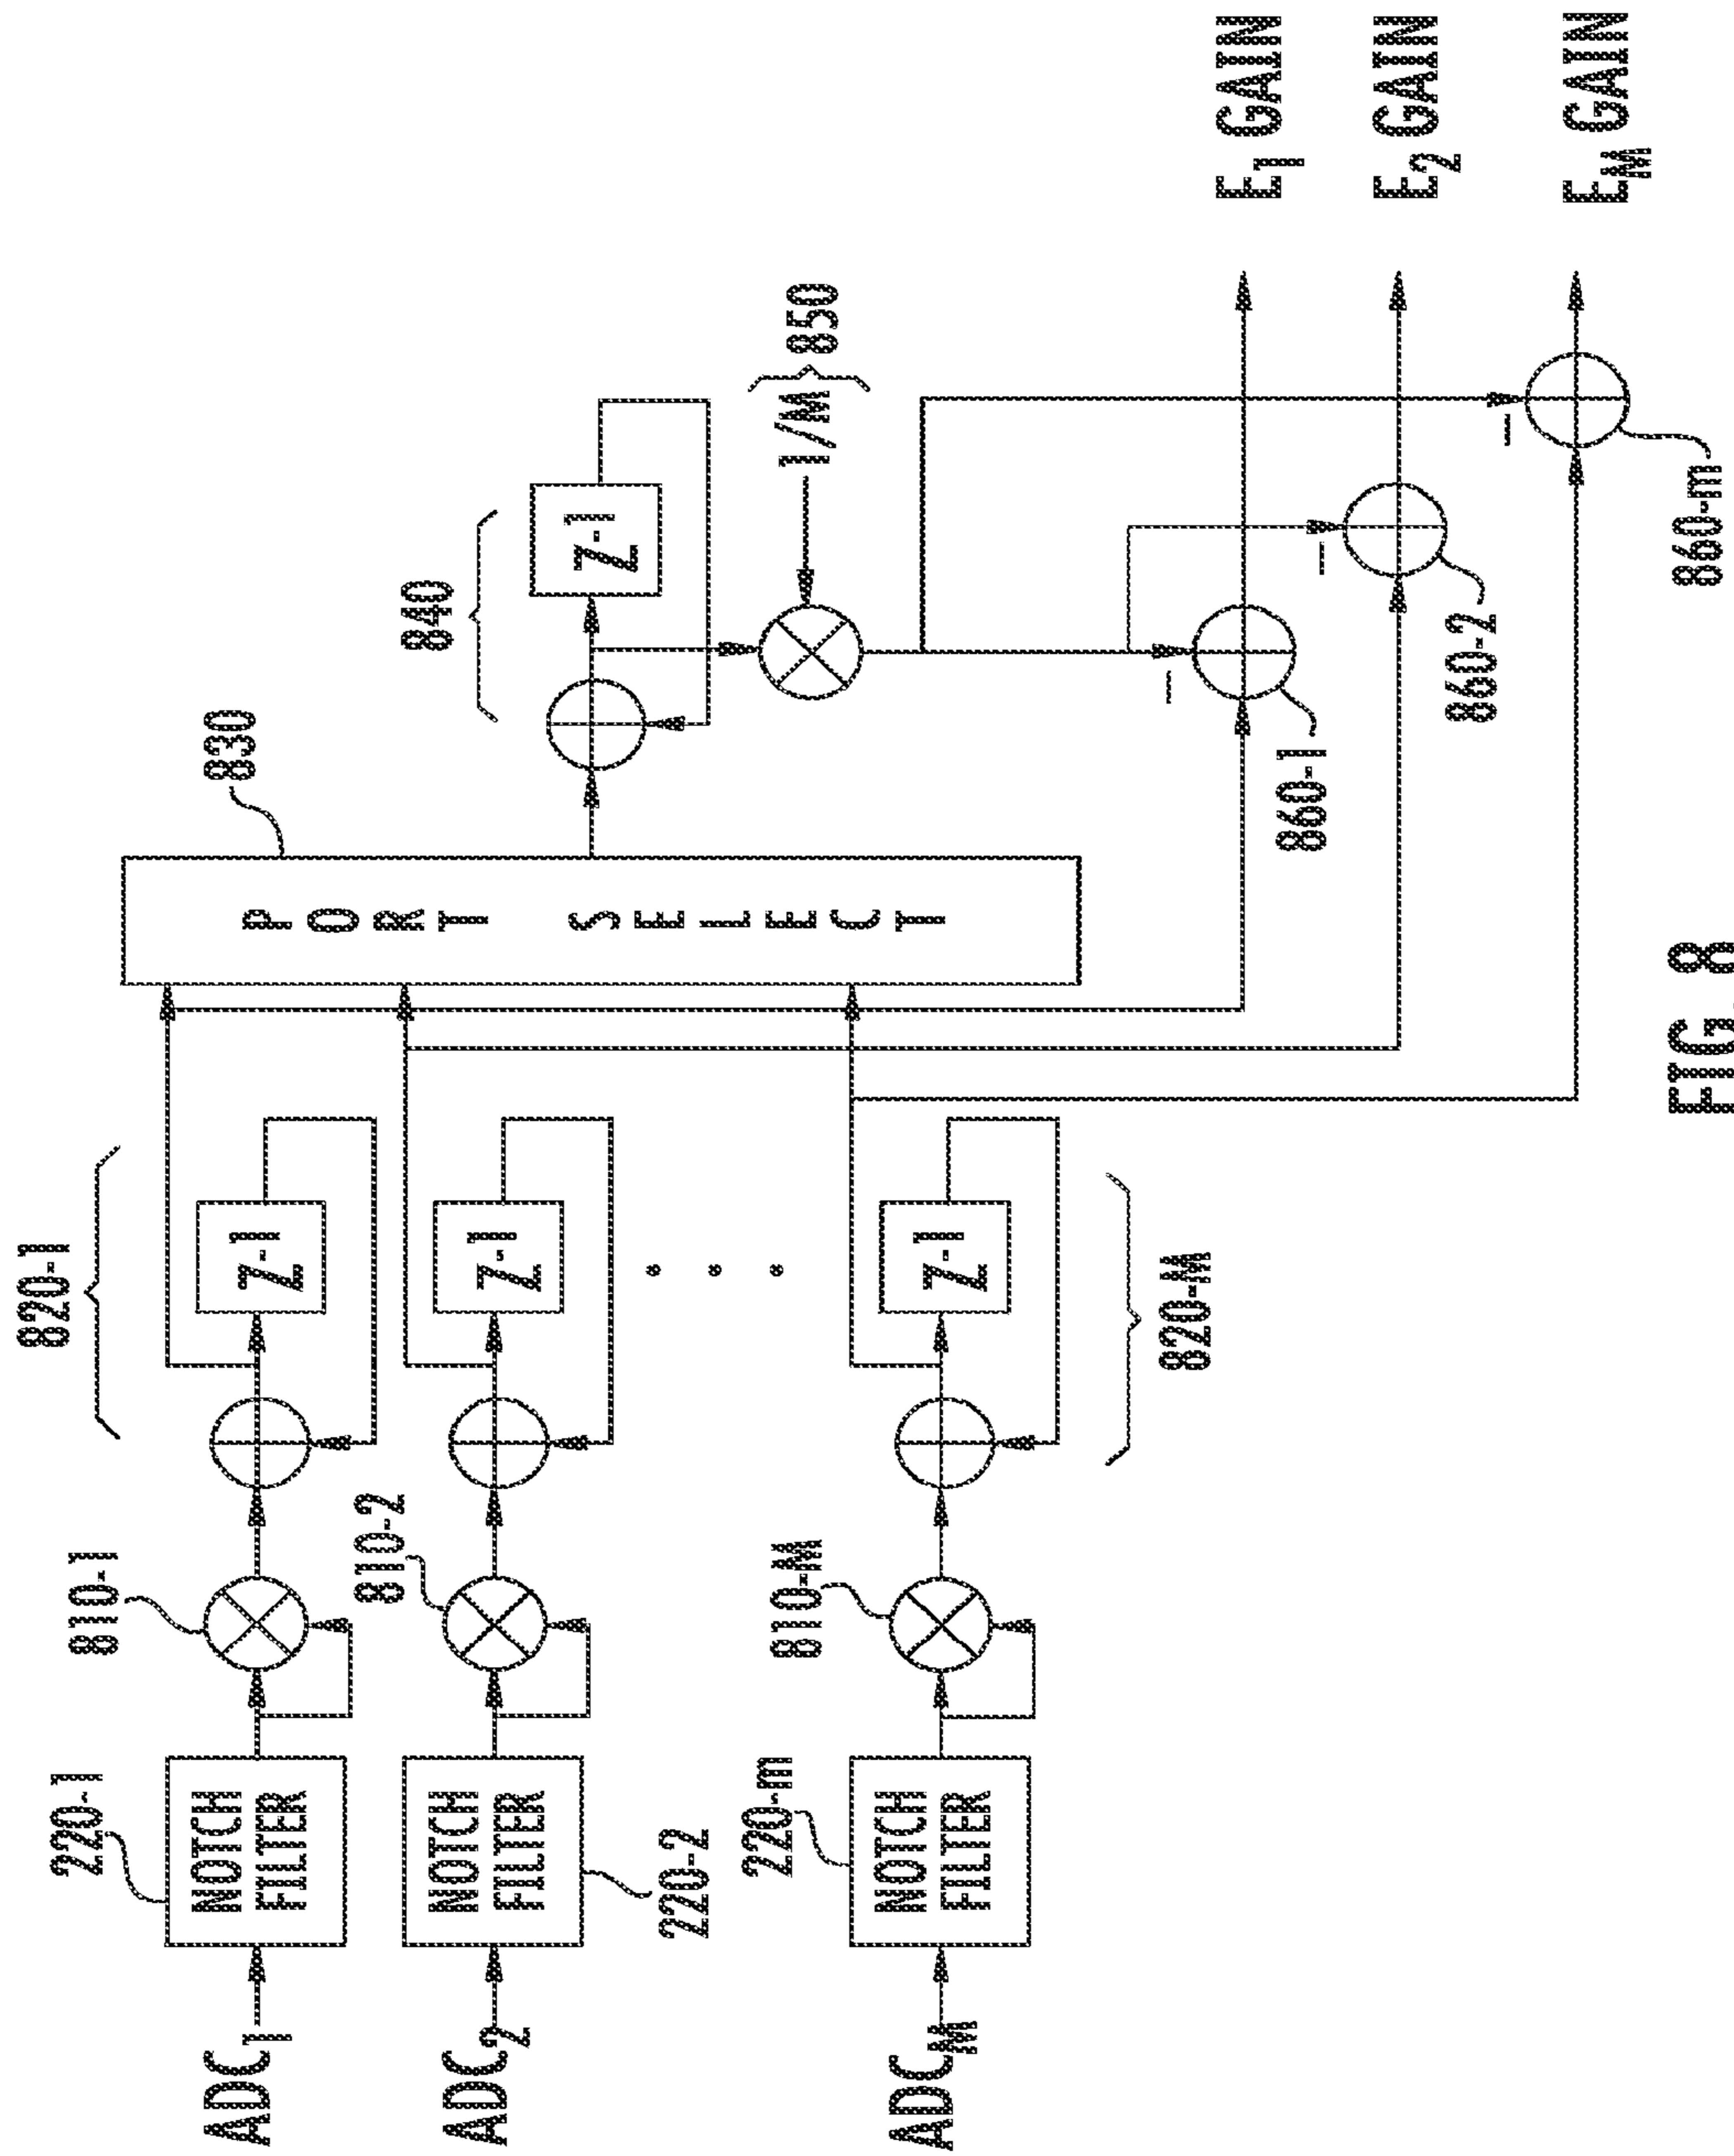 820-1
810-1
220-1
NOTCH
FILTER
Z-1
ADC1
810-2
NOTCH
FILTER
Z-1
ADC2
220-2
810-M
220-m
NOTCH
FILTER
Z-1
ADCM
820-M
830
PORT SELECT
840
Z-1
1/M
850
−
860-1
E1 GAIN
−
860-2
E2 GAIN
−
860-m
EM GAIN
FIG. 8